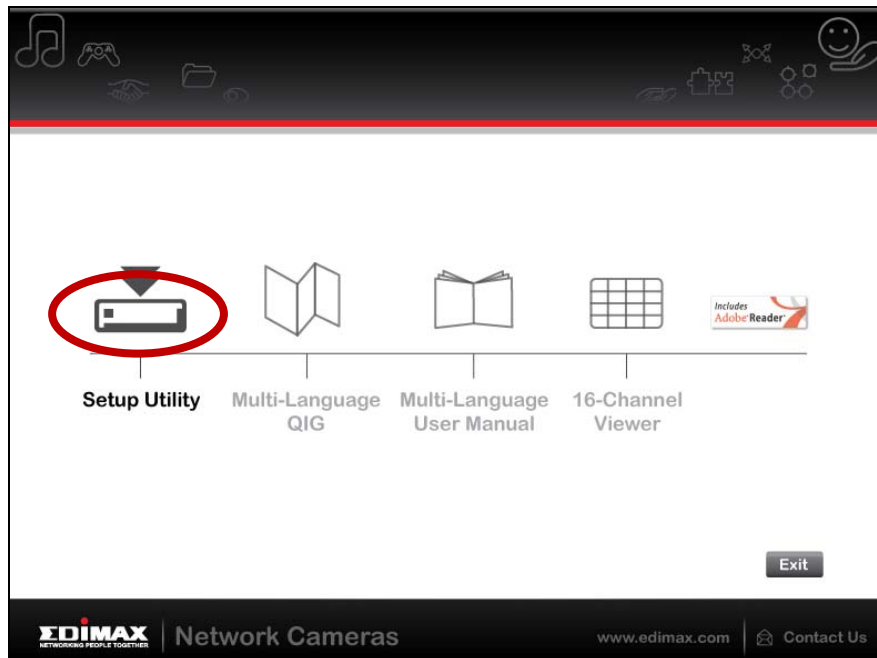 Includes
Adobe® Reader®
Setup Utility
Multi-Language
QIG
Multi-Language
User Manual
16-Channel
Viewer
Exit
EDIMAX
NETWORKING PEOPLE TOGETHER
Network Cameras
www.edimax.com
Contact Us